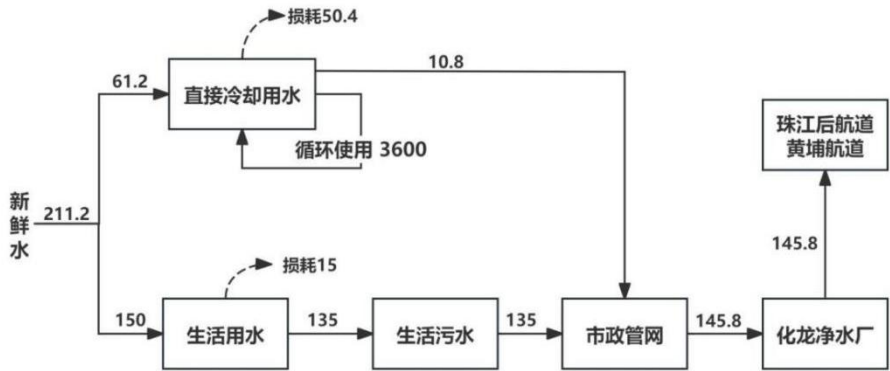 损耗50.4
61.2
直接冷却用水
10.8
循环使用 3600
珠江后航道
黄埔航道
新
鲜
水
211.2
145.8
损耗15
150
生活用水
135
生活污水
135
市政管网
145.8
化龙净水厂